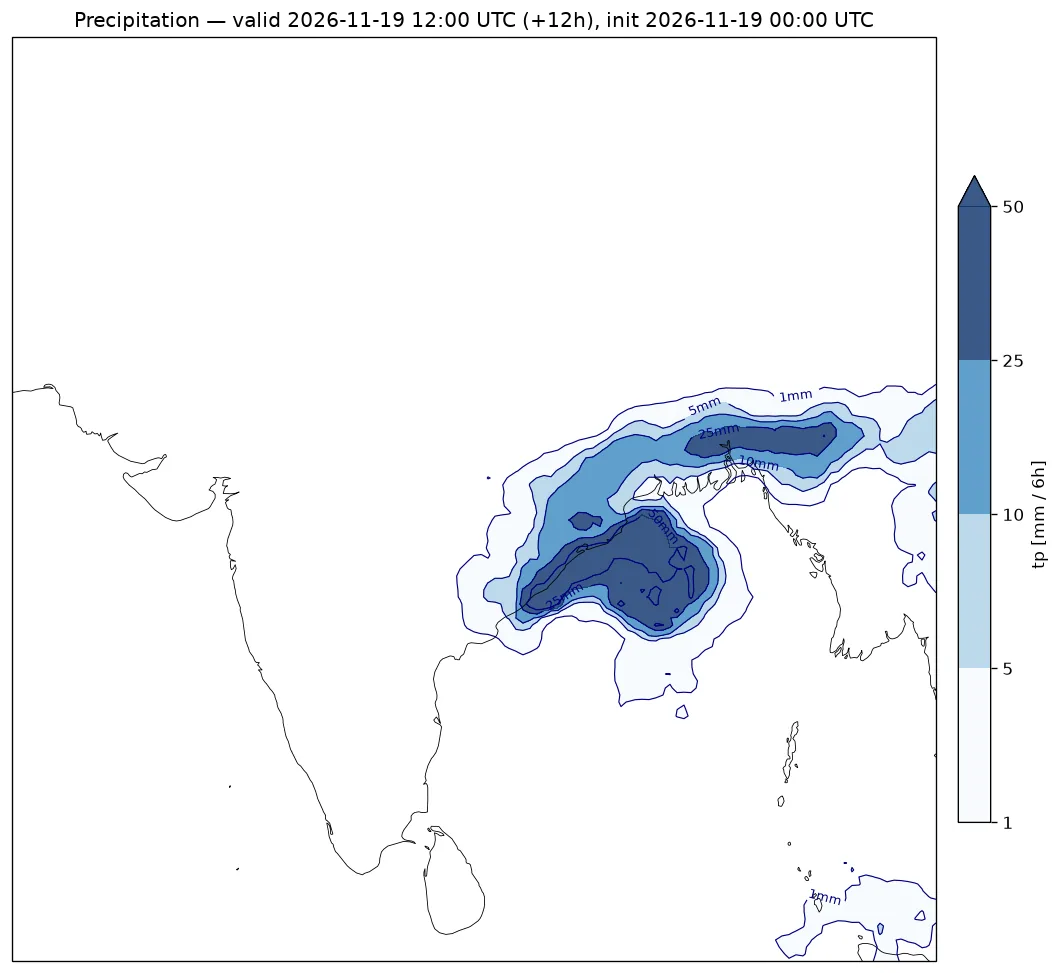 Precipitation — valid 2026-11-19 12:00 UTC (+12h), init 2026-11-19 00:00 UTC
50
25
10
5
1
tp [mm / 6h]
1mm
5mm
25mm
10mm
50mm
25mm
1mm